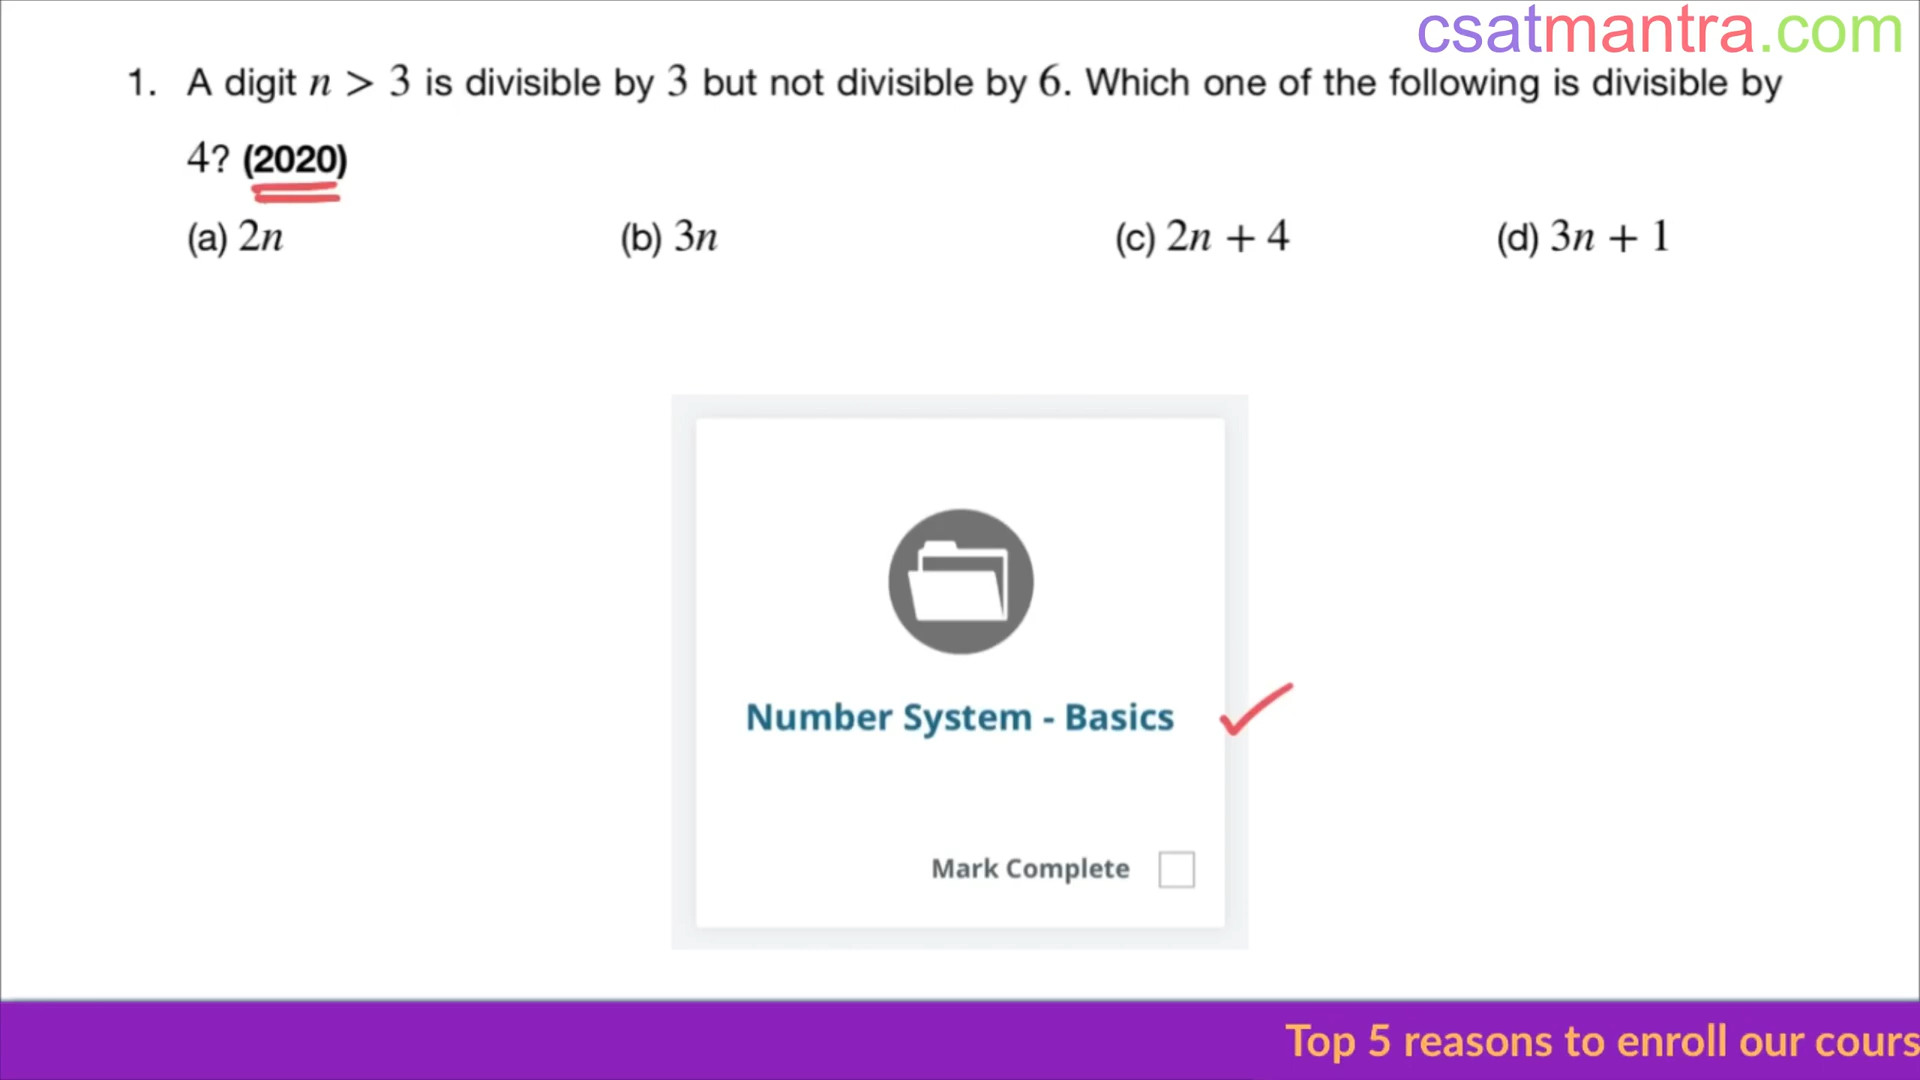 csatmantra.com
1. A digit n > 3 is divisible by 3 but not divisible by 6. Which one of the following is divisible by
4? (2020)
(a) 2n (b) 3n (c) 2n + 4 (d) 3n + 1
Number System - Basics
Mark Complete
Top 5 reasons to enroll our cours